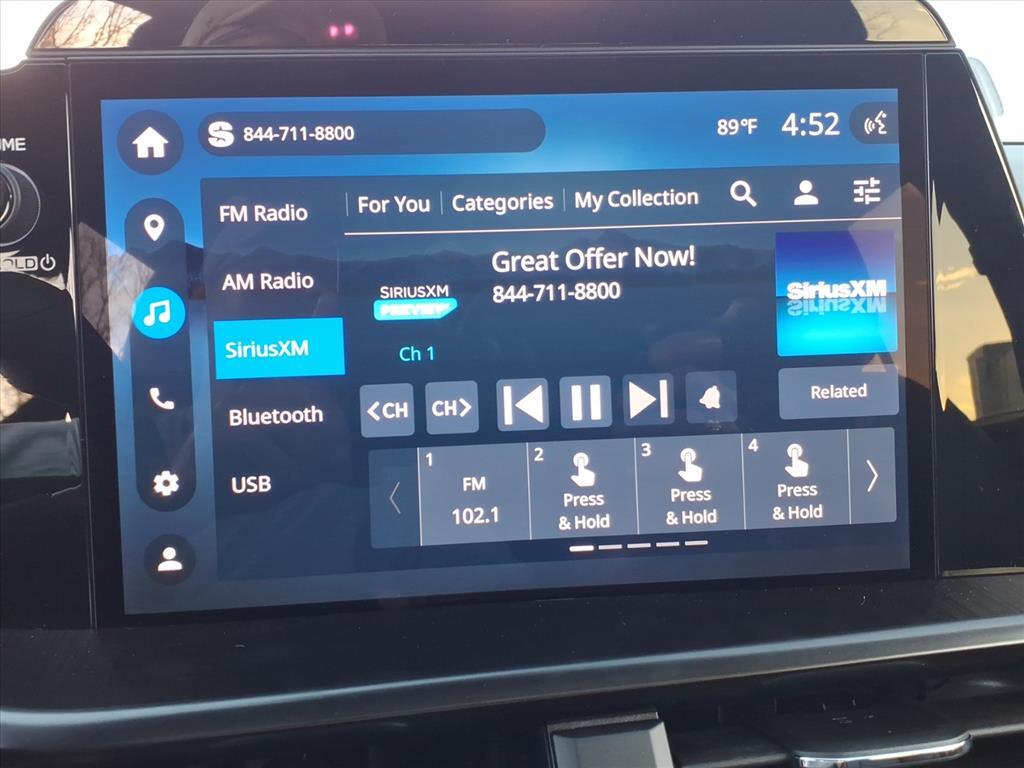 844-711-8800
89°F
4:52
FM Radio
For You
Categories
My Collection
AM Radio
Great Offer Now!
844-711-8800
SIRIUSXM
PREVIEW
SiriusXM
SiriusXM
Ch 1
<CH
CH>
Related
Bluetooth
USB
1
FM
102.1
2
Press
& Hold
3
Press
& Hold
4
Press
& Hold